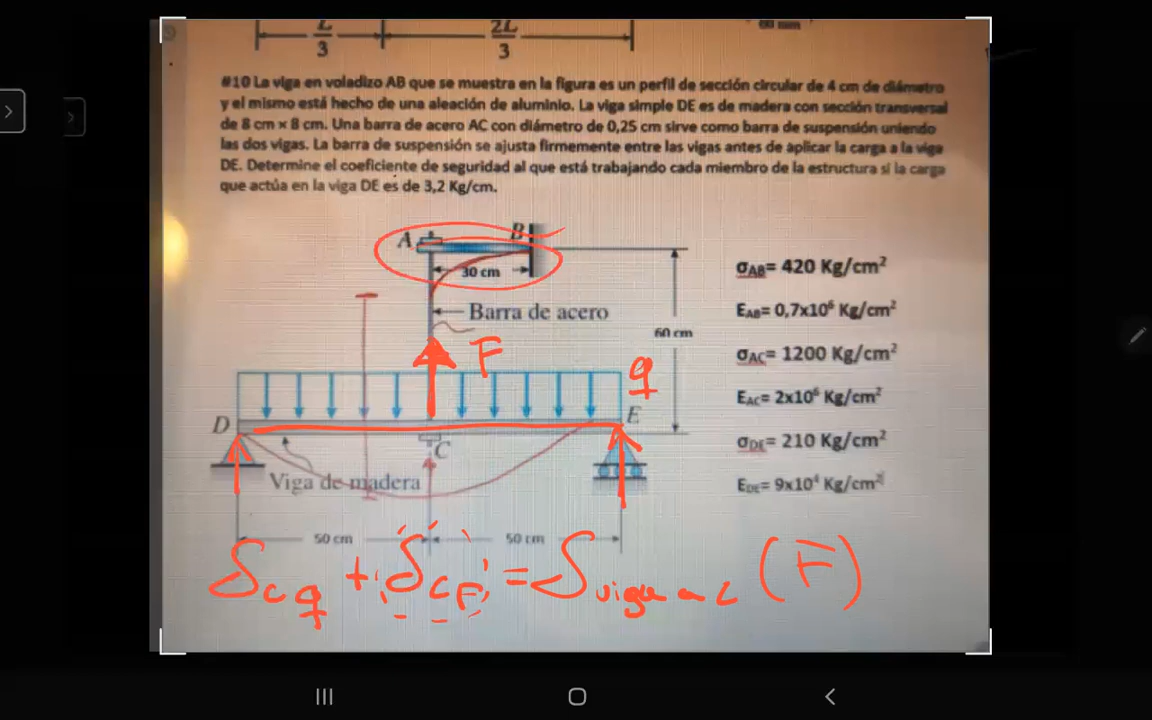 L/3 2L/3 60 mm
#10 La viga en voladizo AB que se muestra en la figura es un perfil de sección circular de 4 cm de diámetro
y el mismo está hecho de una aleación de aluminio. La viga simple DE es de madera con sección transversal
de 8 cm × 8 cm. Una barra de acero AC con diámetro de 0,25 cm sirve como barra de suspensión uniendo
las dos vigas. La barra de suspensión se ajusta firmemente entre las vigas antes de aplicar la carga a la viga
DE. Determine el coeficiente de seguridad al que está trabajando cada miembro de la estructura si la carga
que actúa en la viga DE es de 3,2 Kg/cm.
A B
30 cm
Barra de acero
60 cm
F
q
D E
C
Viga de madera
50 cm 50 cm
σAB= 420 Kg/cm²
EAB= 0,7x10⁶ Kg/cm²
σAC= 1200 Kg/cm²
EAC= 2x10⁶ Kg/cm²
σDE= 210 Kg/cm²
EDE= 9x10⁴ Kg/cm²
δcq + δcF = δviga (F)